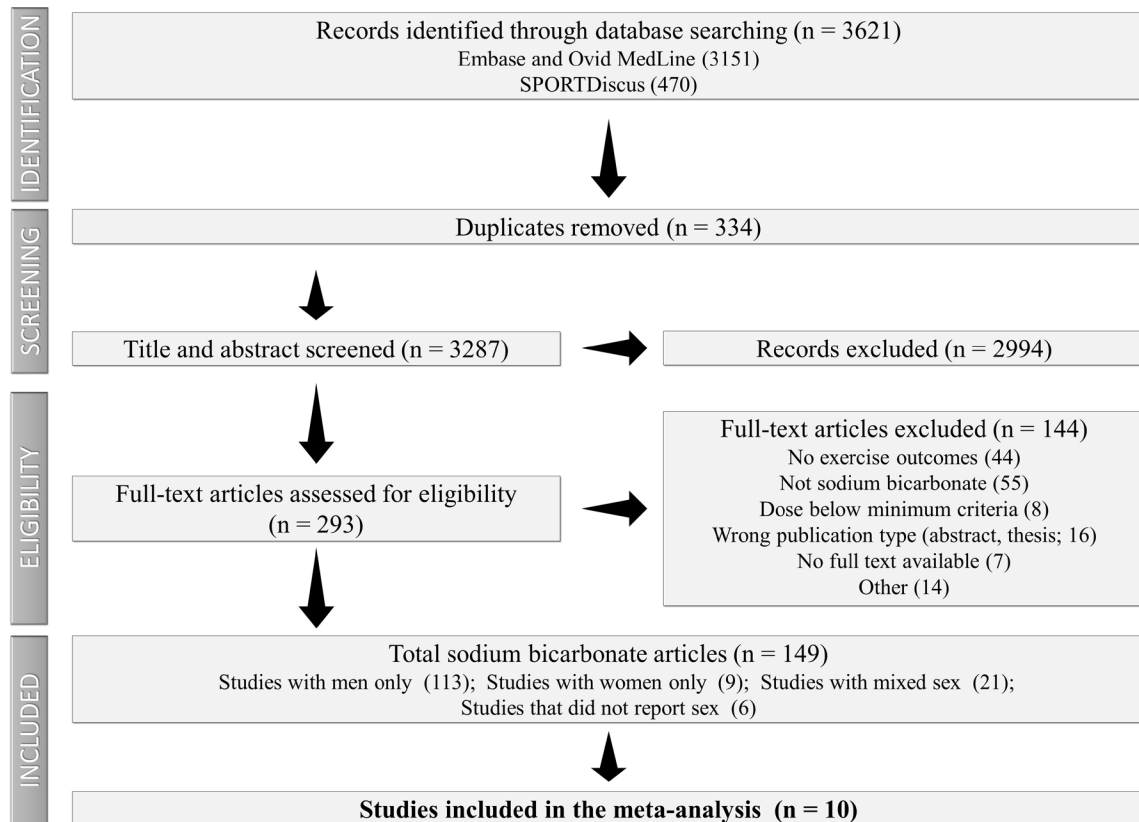 IDENTIFICATION
Records identified through database searching (n = 3621)
Embase and Ovid MedLine (3151)
SPORTDiscus (470)
SCREENING
Duplicates removed (n = 334)
Title and abstract screened (n = 3287)
Records excluded (n = 2994)
ELIGIBILITY
Full-text articles assessed for eligibility
(n = 293)
Full-text articles excluded (n = 144)
No exercise outcomes (44)
Not sodium bicarbonate (55)
Dose below minimum criteria (8)
Wrong publication type (abstract, thesis; 16)
No full text available (7)
Other (14)
INCLUDED
Total sodium bicarbonate articles (n = 149)
Studies with men only (113); Studies with women only (9); Studies with mixed sex (21);
Studies that did not report sex (6)
Studies included in the meta-analysis (n = 10)